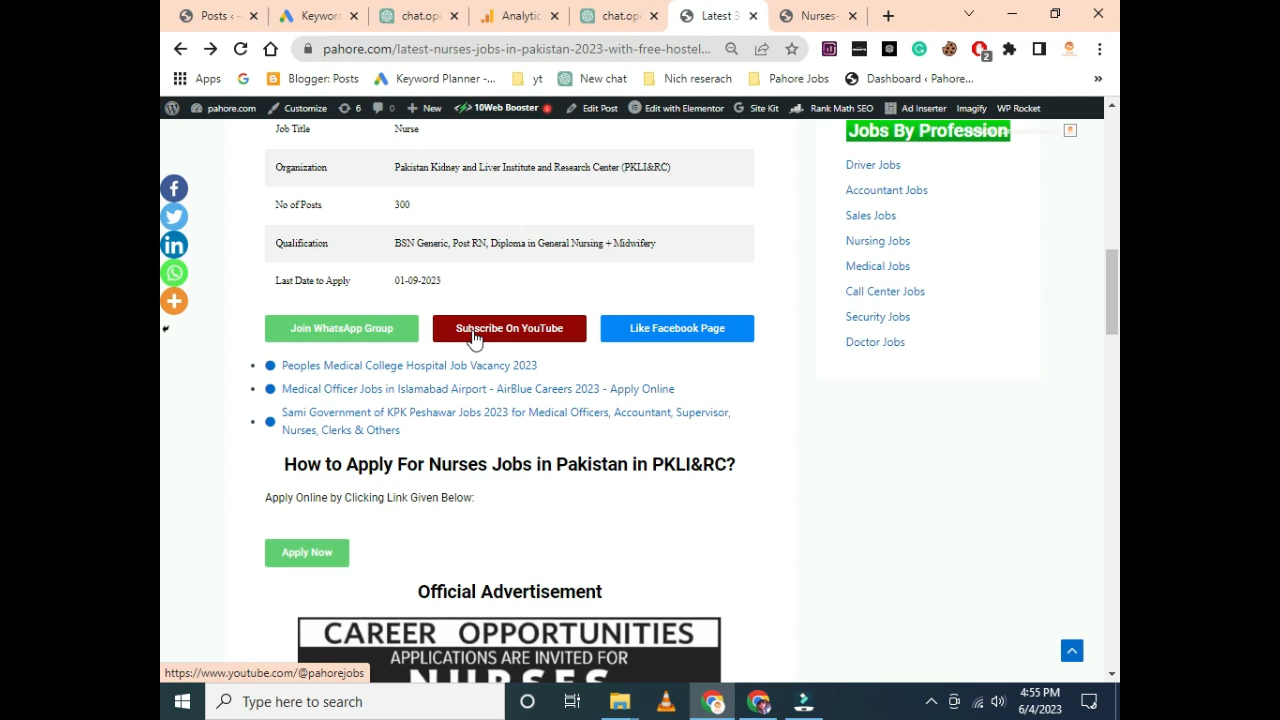 Posts ‹ -
Keyword
chat.ope
Analytic
chat.op
Latest 3
Nurses-
pahore.com/latest-nurses-jobs-in-pakistan-2023-with-free-hostel...
2
Apps
Blogger: Posts
Keyword Planner -...
yt
New chat
Nich reserach
Pahore Jobs
Dashboard ‹ Pahore...
»
pahore.com
Customize
6
0
New
10Web Booster
Edit Post
Edit with Elementor
Site Kit
Rank Math SEO
Ad Inserter
Imagify
WP Rocket
Job Title Nurse
Organization Pakistan Kidney and Liver Institute and Research Center (PKLI&RC)
No of Posts 300
Qualification BSN Generic, Post RN, Diploma in General Nursing + Midwifery
Last Date to Apply 01-09-2023
Join WhatsApp Group
Subscribe On YouTube
Like Facebook Page
Peoples Medical College Hospital Job Vacancy 2023
Medical Officer Jobs in Islamabad Airport - AirBlue Careers 2023 - Apply Online
Sami Government of KPK Peshawar Jobs 2023 for Medical Officers, Accountant, Supervisor,
Nurses, Clerks & Others
How to Apply For Nurses Jobs in Pakistan in PKLI&RC?
Apply Online by Clicking Link Given Below:
Apply Now
Official Advertisement
CAREER OPPORTUNITIES
APPLICATIONS ARE INVITED FOR
NURSES
Jobs By Profession
Driver Jobs
Accountant Jobs
Sales Jobs
Nursing Jobs
Medical Jobs
Call Center Jobs
Security Jobs
Doctor Jobs
https://www.youtube.com/@pahorejobs
Type here to search
4:55 PM
6/4/2023